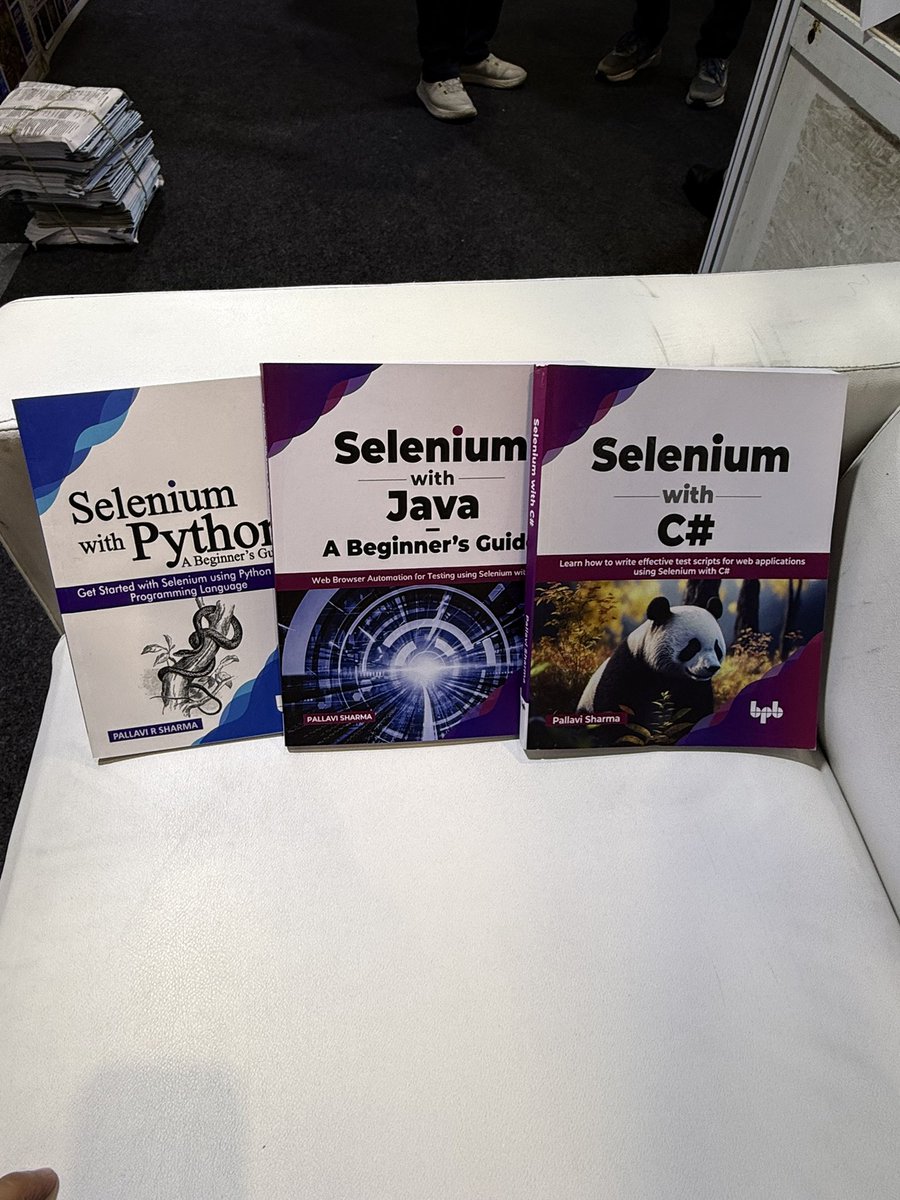 Selenium
with Python
A Beginner's Gu
Get Started with Selenium using Python
Programming Language
PALLAVI R SHARMA
Selenium
with
Java
–
A Beginner's Guide
Web Browser Automation for Testing using Selenium wit
PALLAVI SHARMA
Selenium with C#
Pallavi Sharma
Selenium
with
C#
Learn how to write effective test scripts for web applications
using Selenium with C#
Pallavi Sharma
bpb